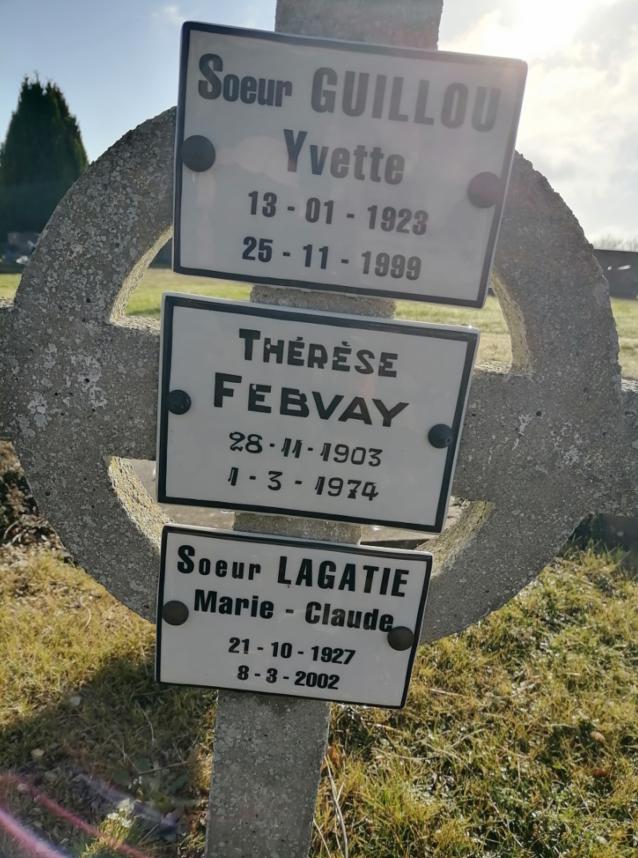 Soeur GUILLOU
Yvette
13 - 01 - 1923
25 - 11 - 1999
THÉRÈSE
FEBVAY
28 - 11 - 1903
1 - 3 - 1974
Soeur LAGATIE
Marie - Claude
21 - 10 - 1927
8 - 3 - 2002